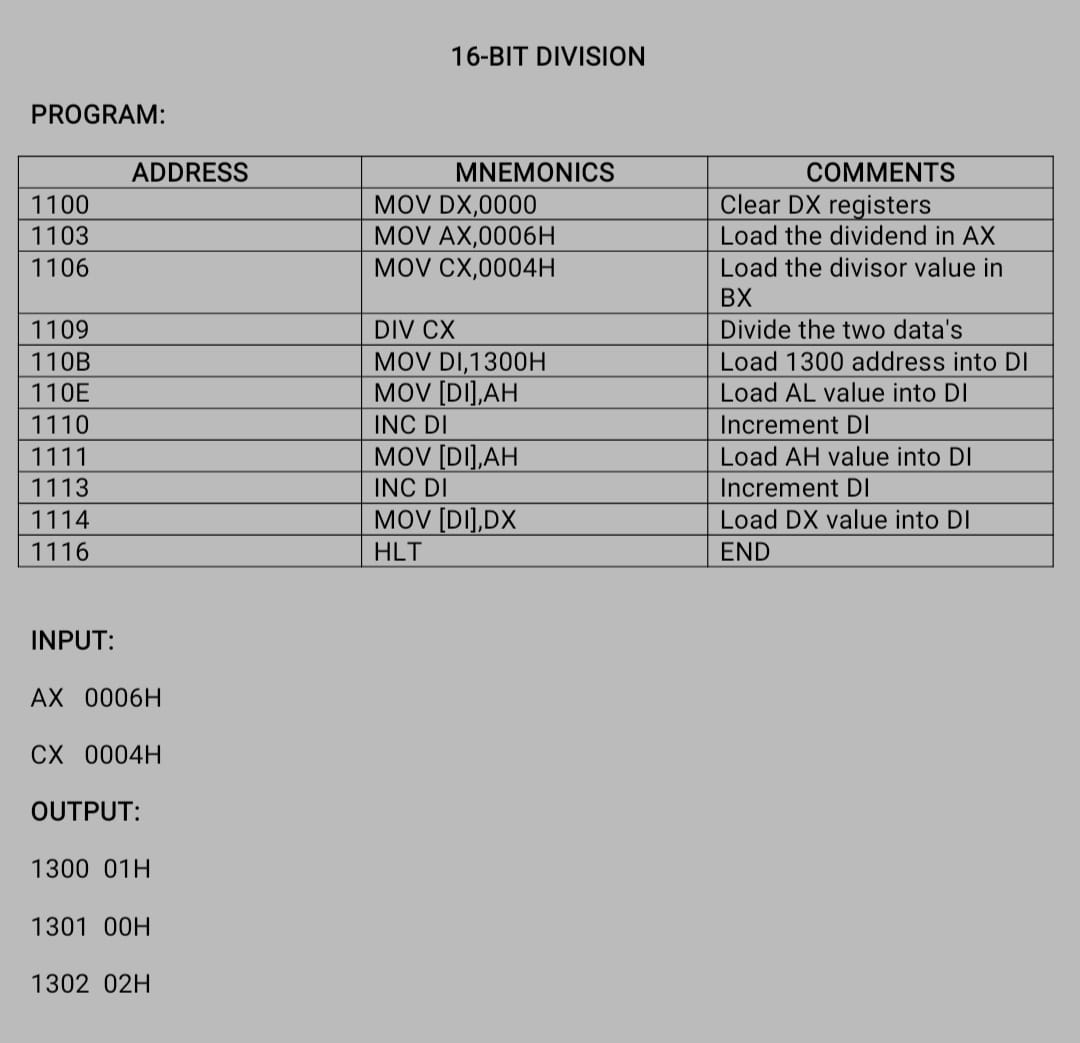 16-BIT DIVISION
PROGRAM:
ADDRESS MNEMONICS COMMENTS
1100 MOV DX,0000 Clear DX registers
1103 MOV AX,0006H Load the dividend in AX
1106 MOV CX,0004H Load the divisor value in
BX
1109 DIV CX Divide the two data's
110B MOV DI,1300H Load 1300 address into DI
110E MOV [DI],AH Load AL value into DI
1110 INC DI Increment DI
1111 MOV [DI],AH Load AH value into DI
1113 INC DI Increment DI
1114 MOV [DI],DX Load DX value into DI
1116 HLT END
INPUT:
AX 0006H
CX 0004H
OUTPUT:
1300 01H
1301 00H
1302 02H